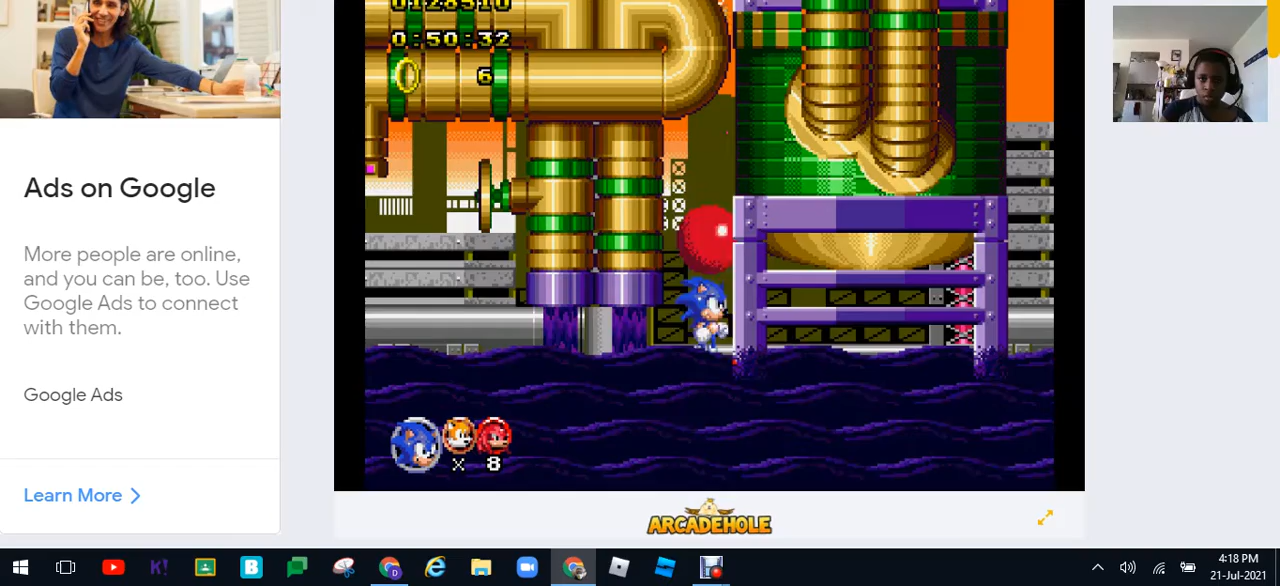 0128510
0:50:32
6
Ads on Google
More people are online,
and you can be, too. Use
Google Ads to connect
with them.
Google Ads
Learn More
X 8
ARCADEHOLE
K!
B
D
4:18 PM
21-Jul-2021